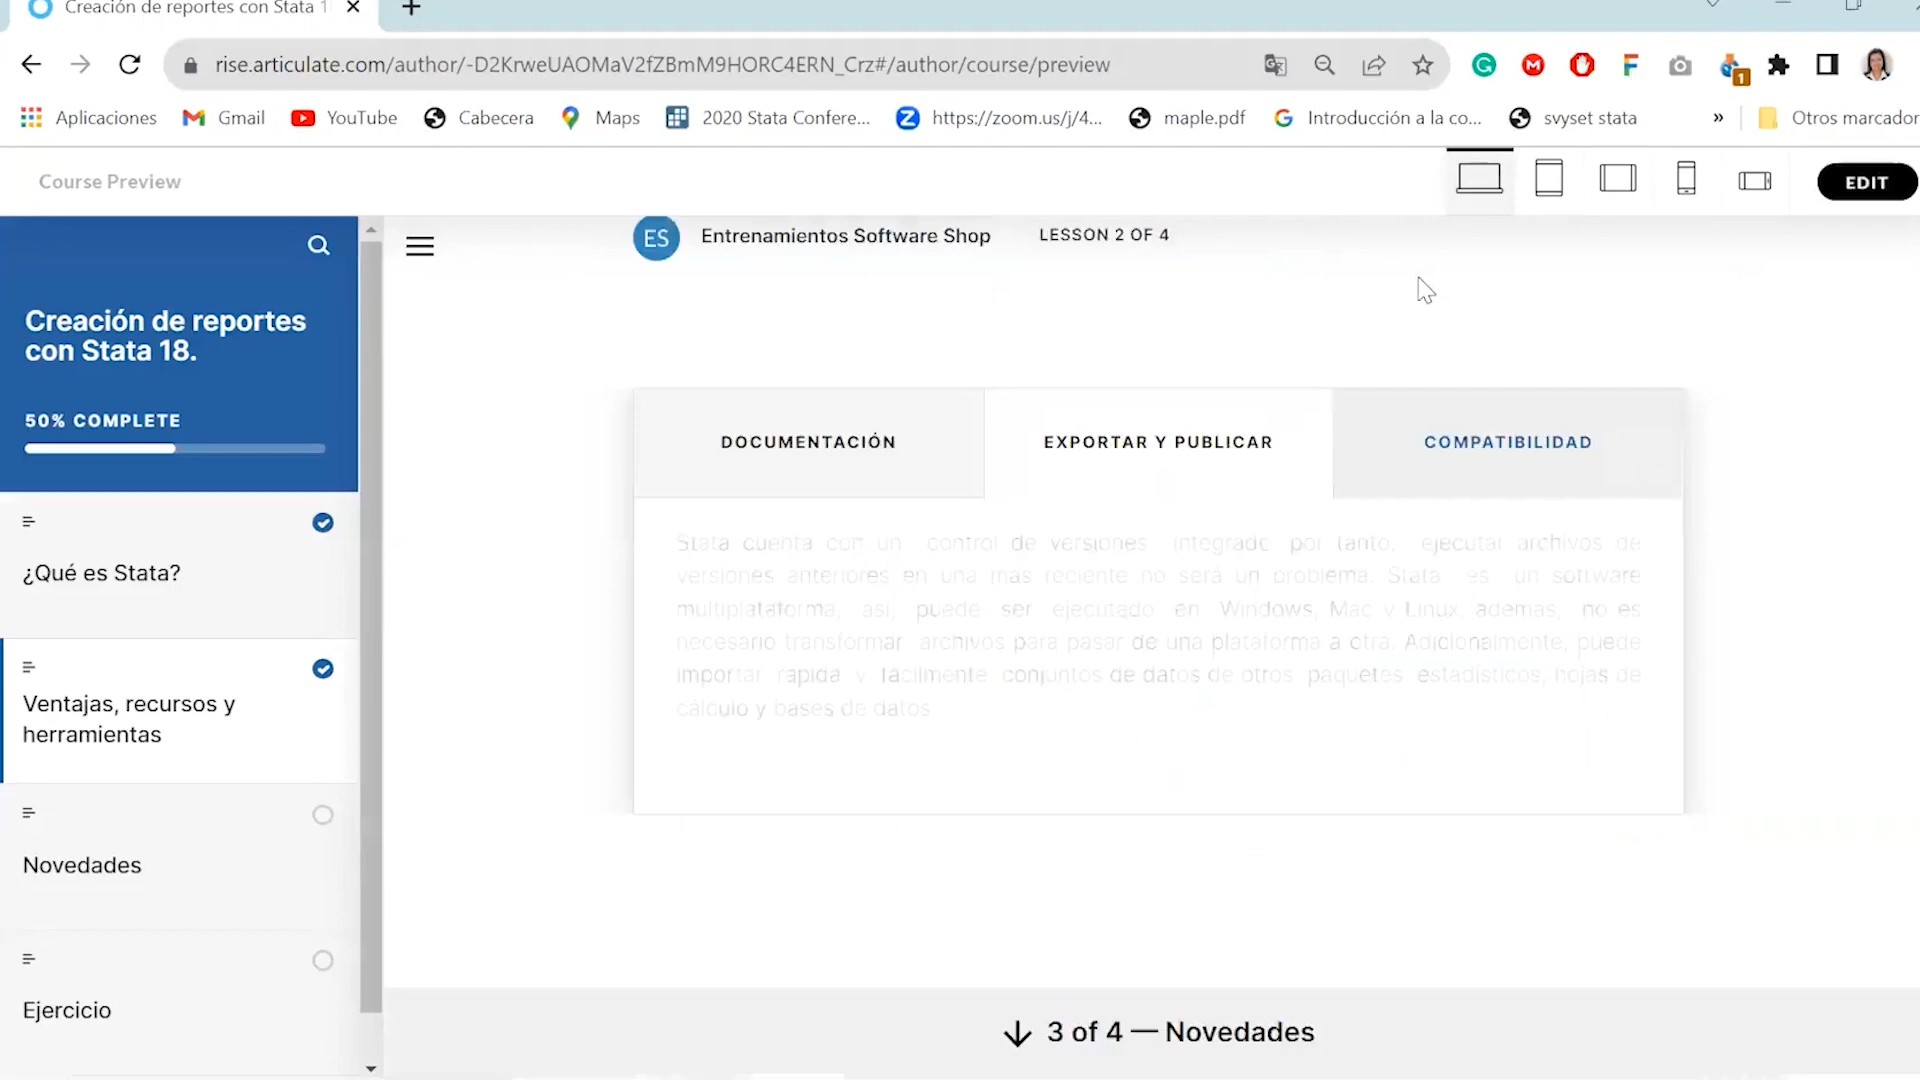 Creación de reportes con Stata 1
rise.articulate.com/author/-D2KrweUAOMaV2fZBmM9HORC4ERN_Crz#/author/course/preview
1
Aplicaciones
Gmail
YouTube
Cabecera
Maps
2020 Stata Confere...
https://zoom.us/j/4...
maple.pdf
Introducción a la co...
svyset stata
»
Otros marcador
Course Preview
EDIT
Creación de reportes
con Stata 18.
50% COMPLETE
¿Qué es Stata?
Ventajas, recursos y
herramientas
Novedades
Ejercicio
ES
Entrenamientos Software Shop
LESSON 2 OF 4
DOCUMENTACIÓN
EXPORTAR Y PUBLICAR
COMPATIBILIDAD
Stata cuenta con un control de versiones integrado por tanto, ejecutar archivos de
versiones anteriores en una más reciente no será un problema. Stata es un software
multiplataforma, así, puede ser ejecutado en Windows, Mac y Linux, además, no es
necesario transformar archivos para pasar de una plataforma a otra. Adicionalmente, puede
importar rápida y fácilmente conjuntos de datos de otros paquetes estadísticos, hojas de
cálculo y bases de datos
3 of 4 — Novedades